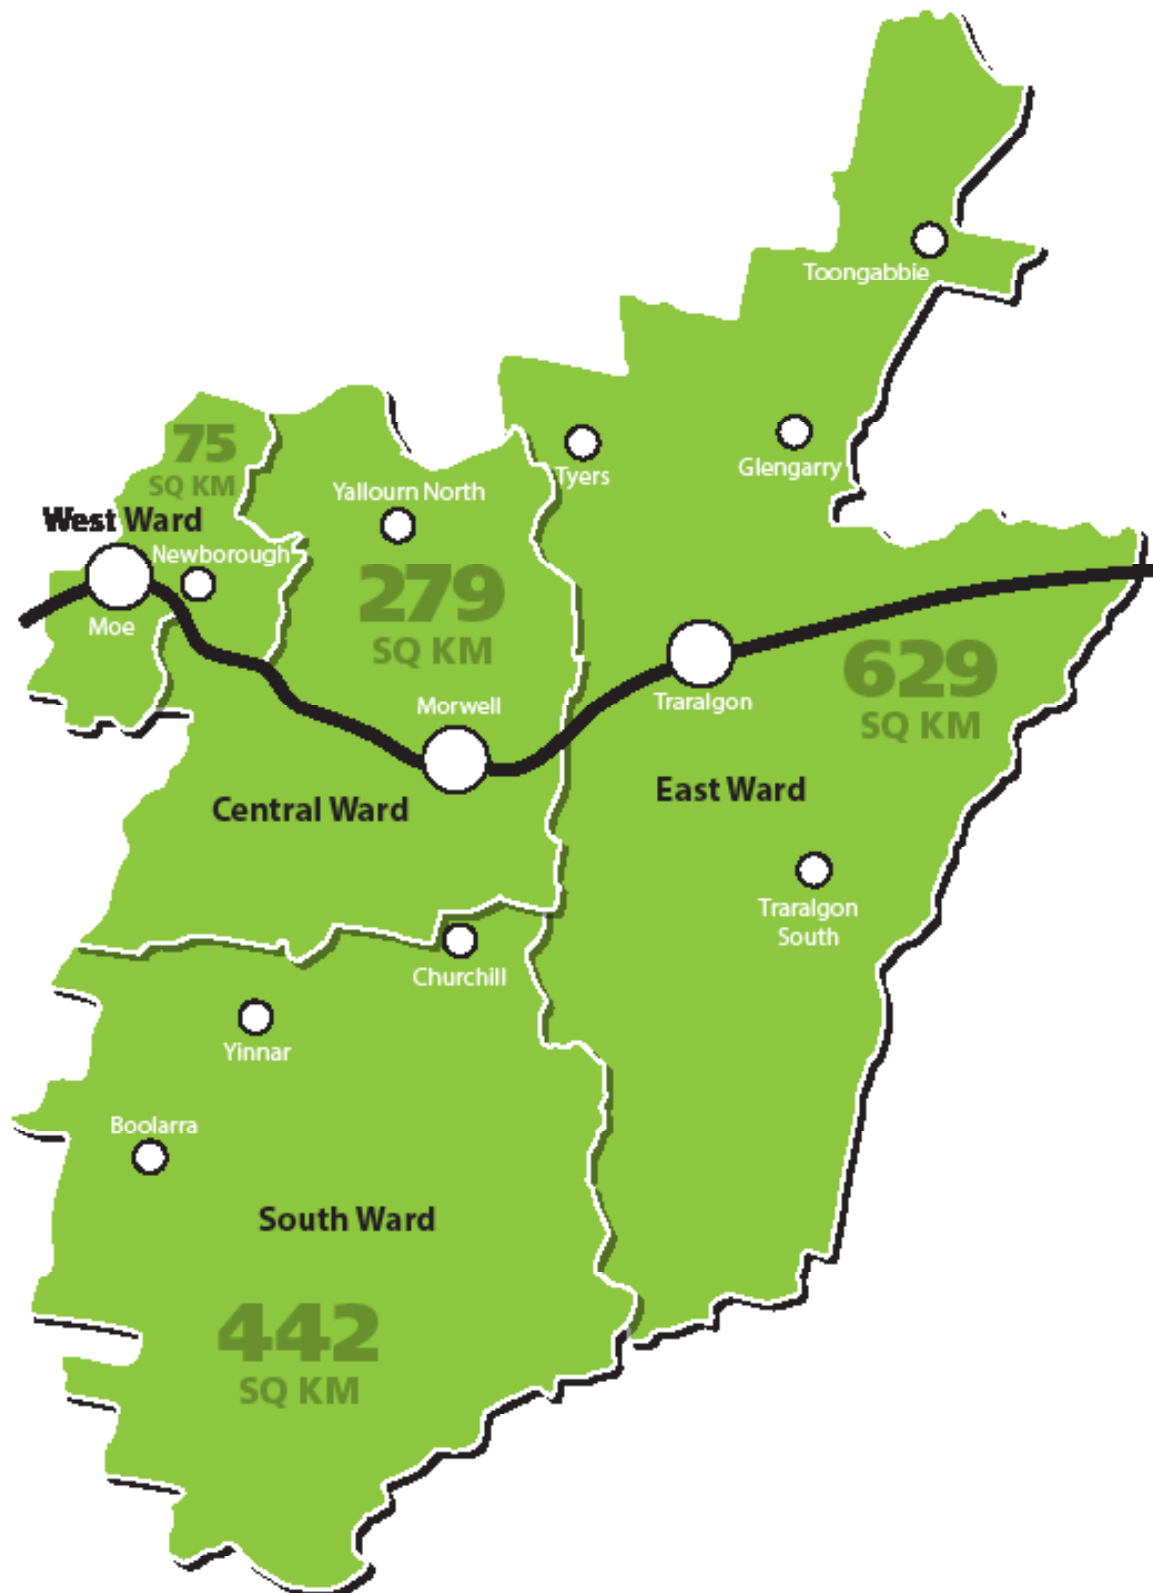 Toongabbie
75
SQ KM
Tyers
Glengarry
Yallourn North
West Ward
Newborough
279
SQ KM
Moe
629
SQ KM
Traralgon
Morwell
Central Ward
East Ward
Traralgon
South
Churchill
Yinnar
Boolarra
South Ward
442
SQ KM